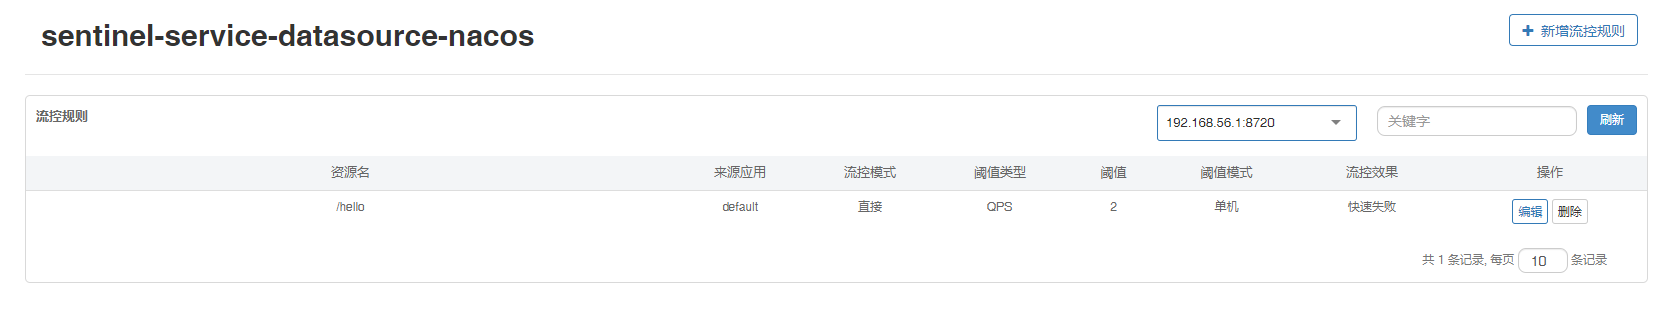 sentinel-service-datasource-nacos
新增流控规则
流控规则 192.168.56.1:8720 关键字 刷新
资源名 来源应用 流控模式 阈值类型 阈值 阈值模式 流控效果 操作
/hello default 直接 QPS 2 单机 快速失败 编辑 删除
共 1 条记录, 每页 10 条记录